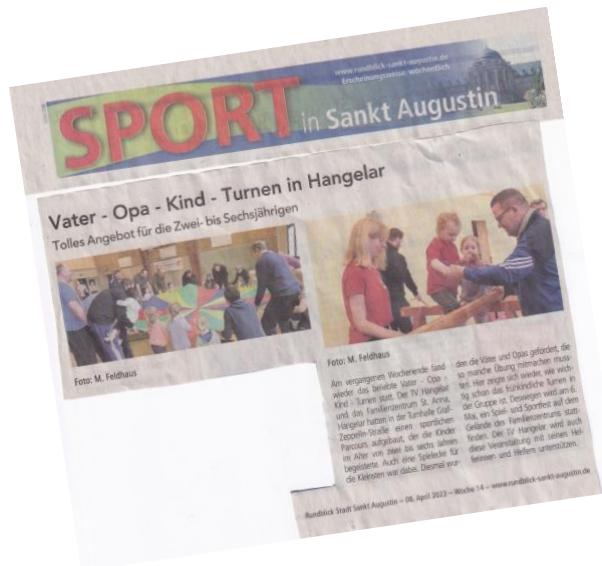 www.rundblick-sankt-augustin.de
Erscheinungsweise: wöchentlich
SPORT in Sankt Augustin
Vater - Opa - Kind - Turnen in Hangelar
Tolles Angebot für die Zwei- bis Sechsjährigen
Foto: M. Feldhaus
Foto: M. Feldhaus
Am vergangenen Wochenende fand
wieder das beliebte Vater - Opa -
Kind - Turnen statt. Der TV Hangelar
und das Familienzentrum St. Anna,
Hangelar hatten in der Turnhalle Graf-
Zeppelin-Straße einen sportlichen
Parcours aufgebaut, der die Kinder
im Alter von zwei bis sechs Jahren
begeisterte. Auch eine Spielecke für
die Kleinsten war dabei. Diesmal wur-
den die Väter und Opas gefordert, die
so manche Übung mitmachen muss-
ten. Hier zeigte sich wieder, wie wich-
tig schon das frühkindliche Turnen in
der Gruppe ist. Deswegen wird am 6.
Mai, ein Spiel- und Sportfest auf dem
Gelände des Familienzentrums statt-
finden. Der TV Hangelar wird auch
diese Veranstaltung mit seinen Hel-
ferinnen und Helfern unterstützen.
Rundblick Stadt Sankt Augustin – 08. April 2023 – Woche 14 – www.rundblick-sankt-augustin.de